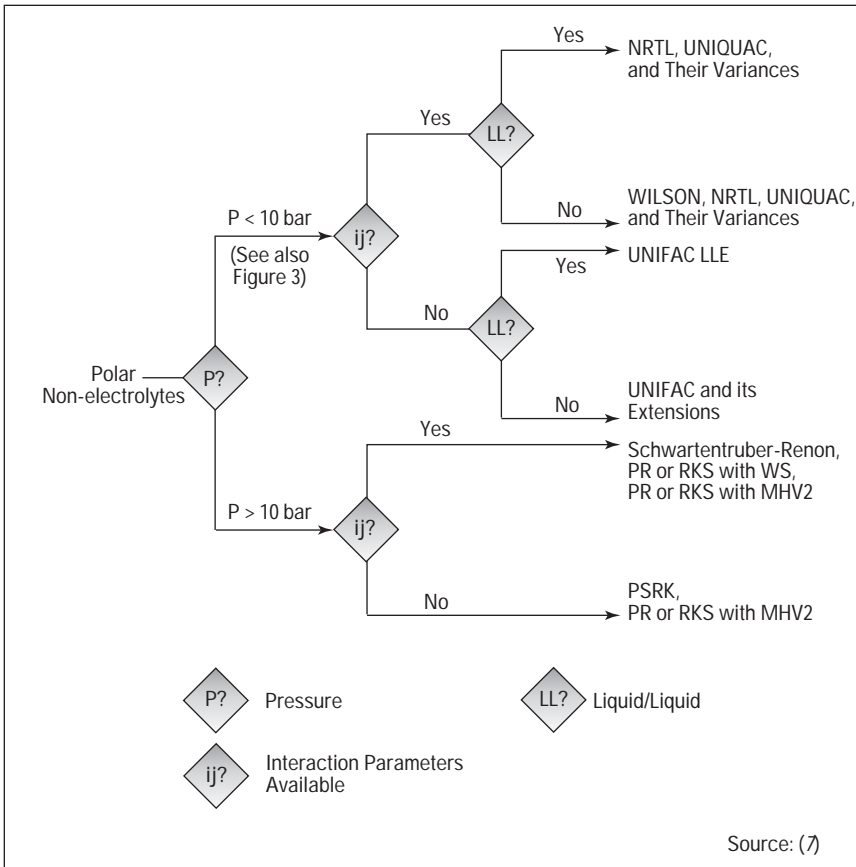 Yes
NRTL, UNIQUAC,
and Their Variances
Yes
LL?
P < 10 bar
No
WILSON, NRTL, UNIQUAC,
and Their Variances
ij?
(See also
Figure 3)
Yes
UNIFAC LLE
No
LL?
Polar
Non-electrolytes
P?
No
UNIFAC and its
Extensions
Yes
Schwartentruber-Renon,
PR or RKS with WS,
PR or RKS with MHV2
P > 10 bar
ij?
No
PSRK,
PR or RKS with MHV2
P?
Pressure
LL?
Liquid/Liquid
ij?
Interaction Parameters
Available
Source: (7)